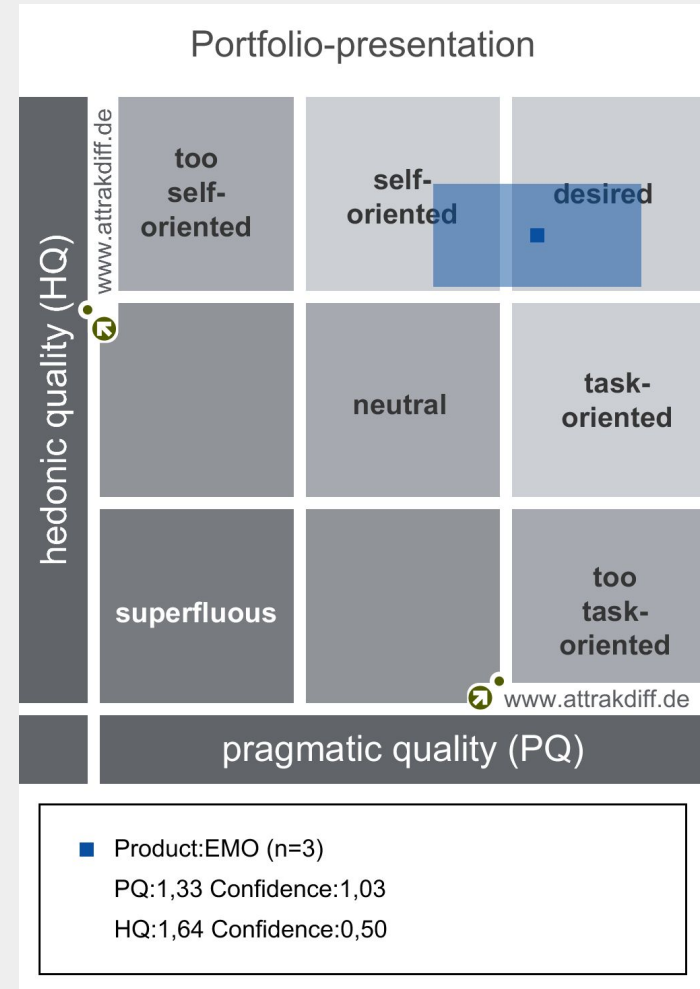 Portfolio-presentation
hedonic quality (HQ)
www.attrakdiff.de
too
self-
oriented
self-
oriented
desired
neutral
task-
oriented
superfluous
too
task-
oriented
www.attrakdiff.de
pragmatic quality (PQ)
Product:EMO (n=3)
PQ:1,33 Confidence:1,03
HQ:1,64 Confidence:0,50